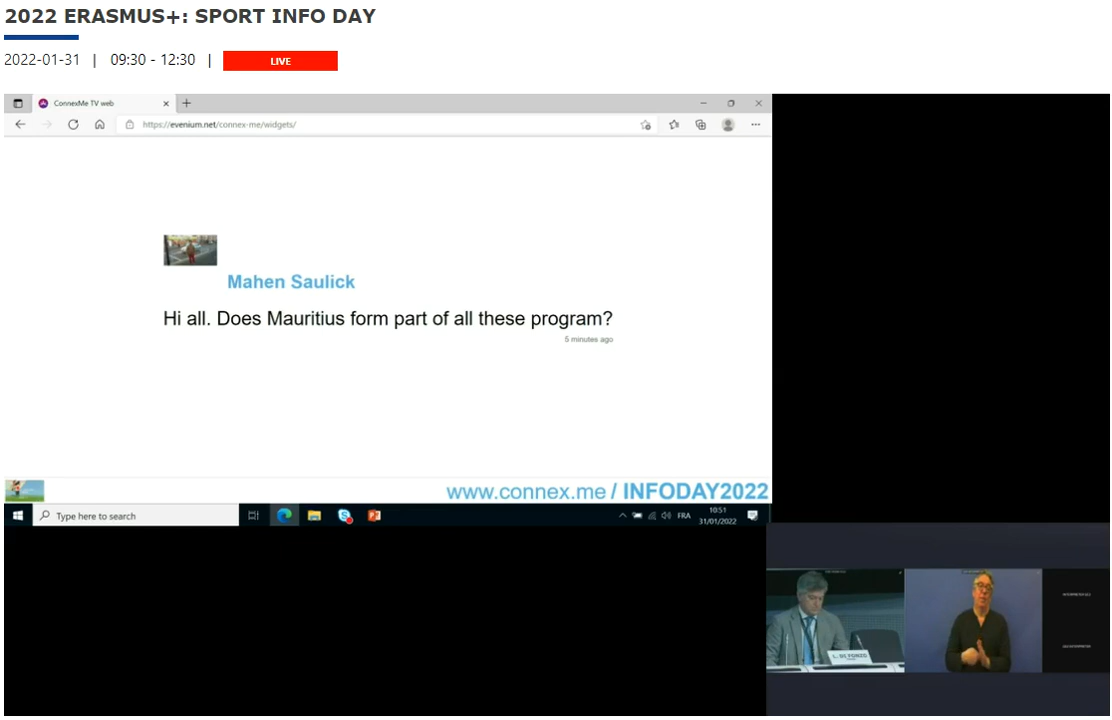 2022 ERASMUS+: SPORT INFO DAY
2022-01-31 | 09:30 - 12:30 | LIVE
ConnexMe TV web
https://evenium.net/connex-me/widgets/
Mahen Saulick
Hi all. Does Mauritius form part of all these program?
5 minutes ago
www.connex.me / INFODAY2022
Type here to search
FRA
10:51
31/01/2022
L. DI FONZO